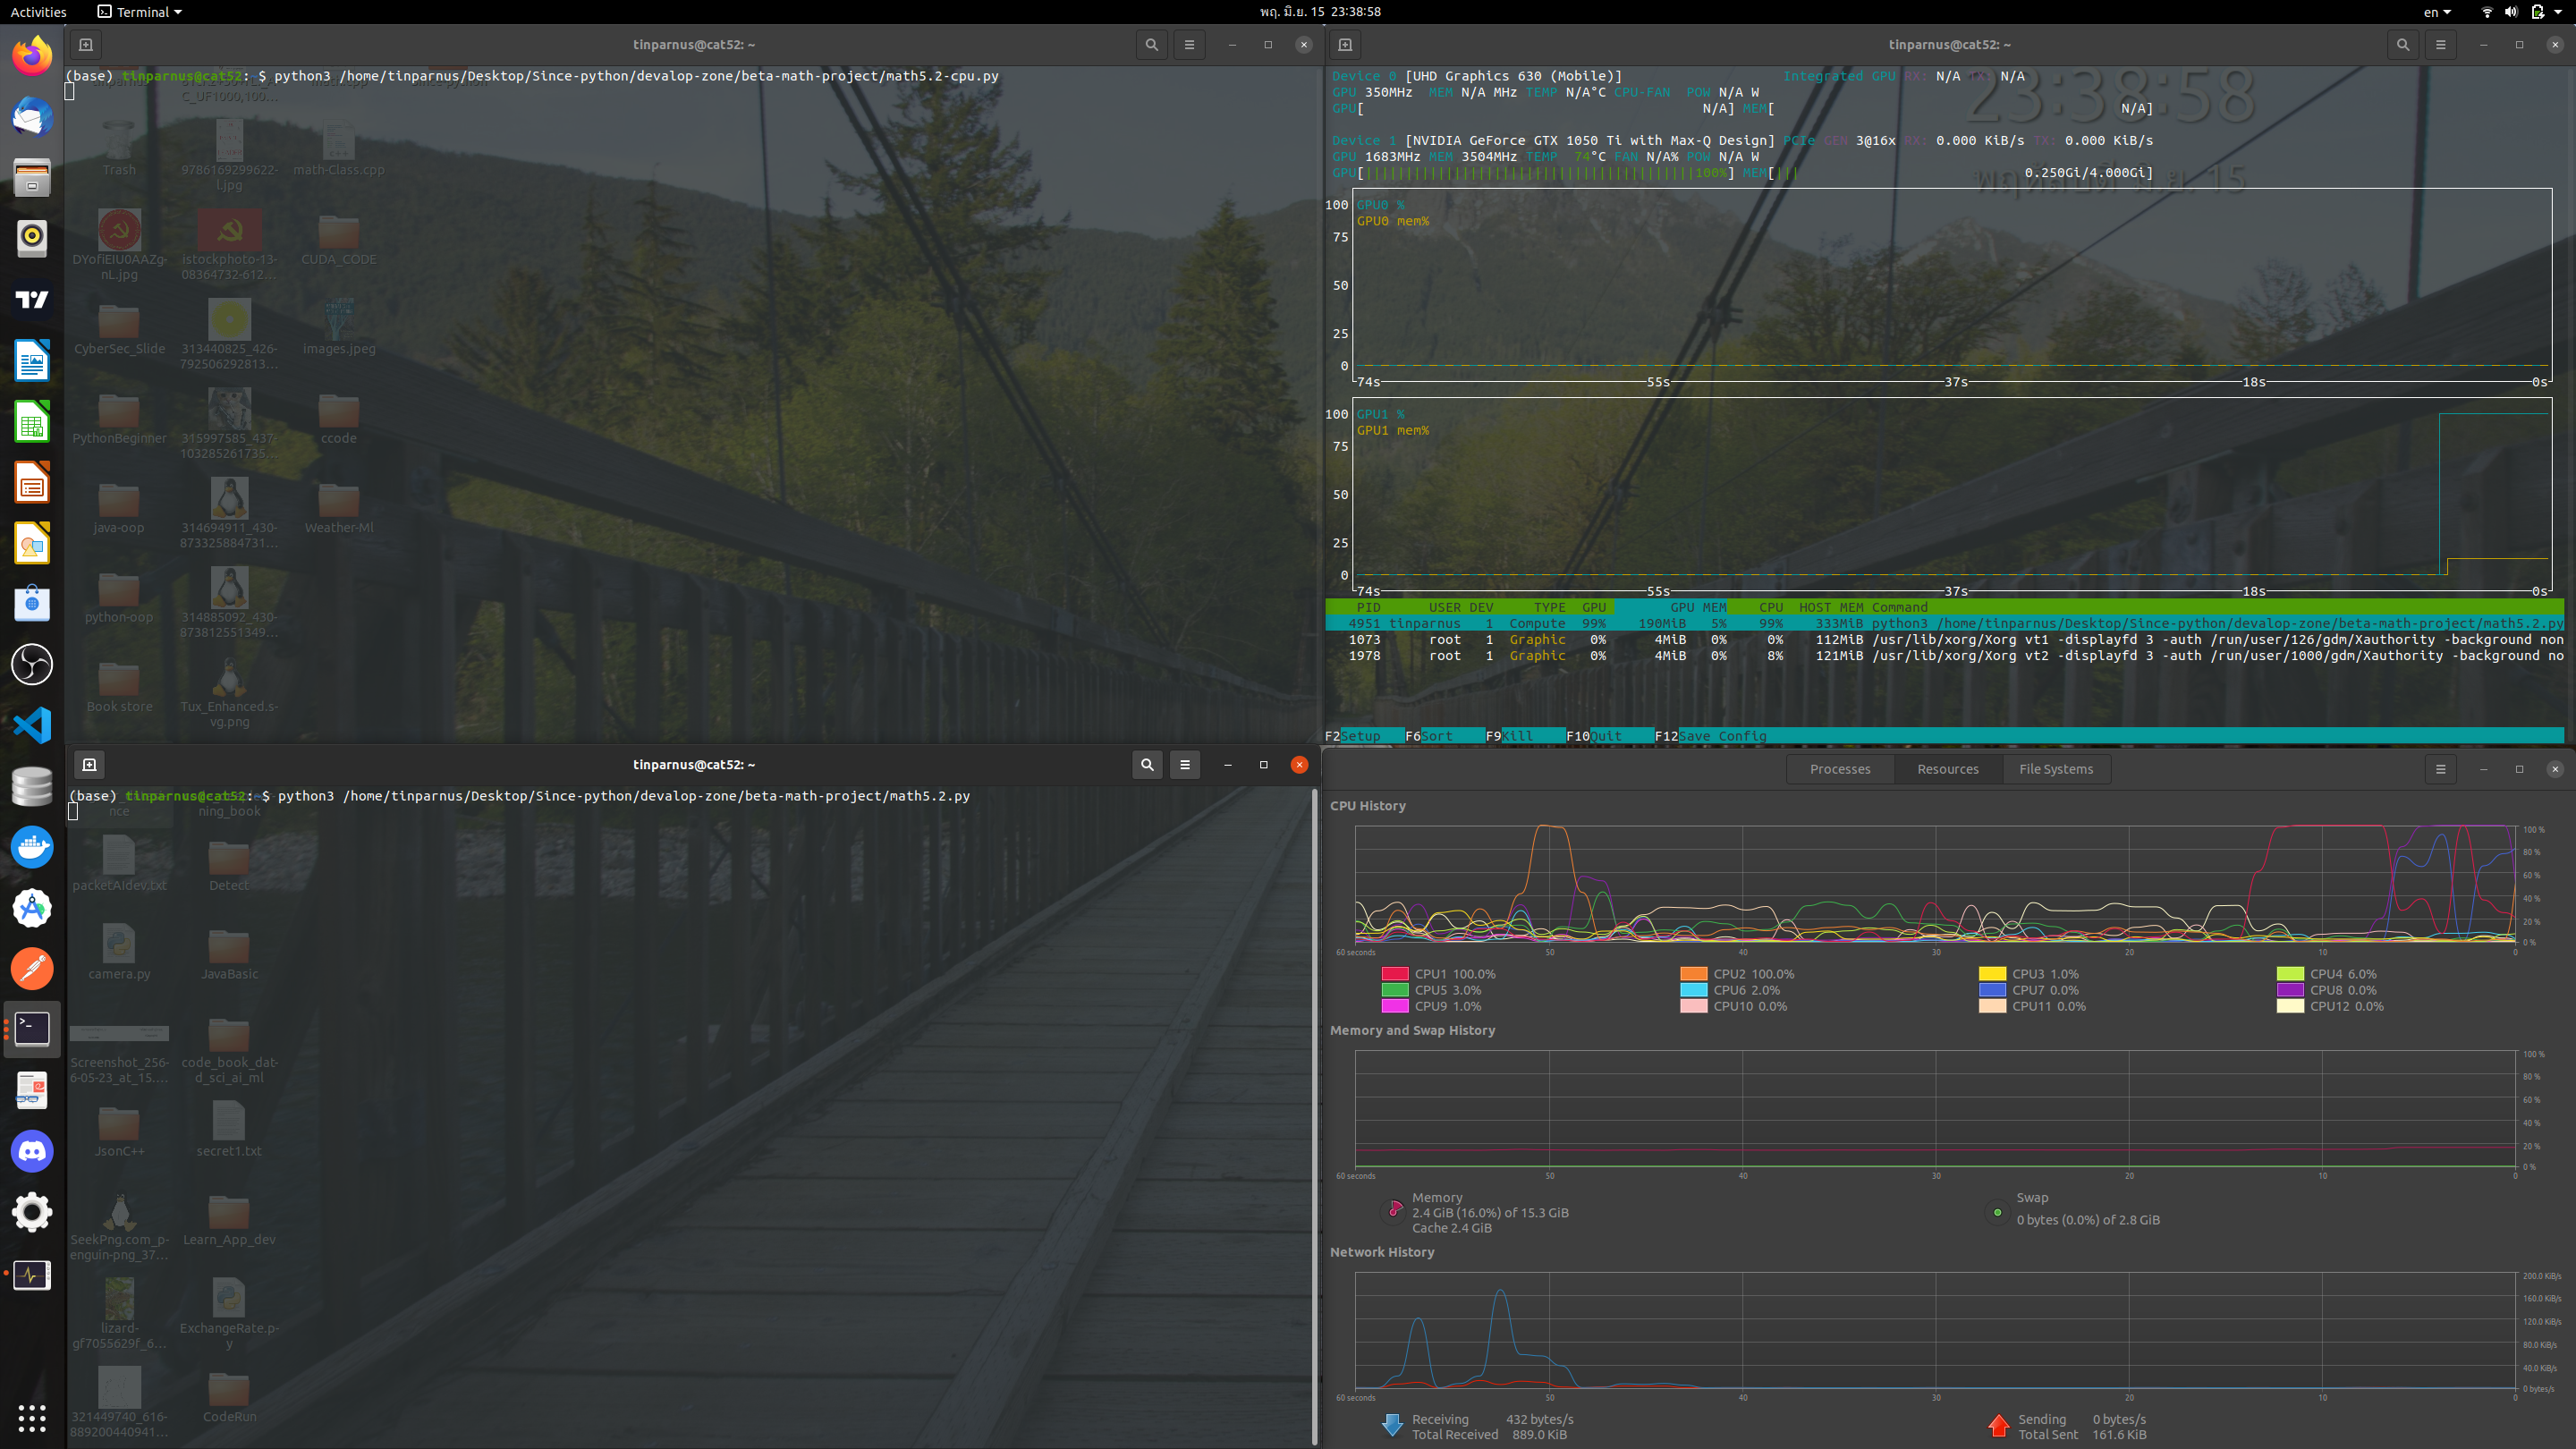 Activities
Terminal
พฤ. มิ.ย. 15 23:38:58
en
tinparnus@cat52: ~
(base) tinparnus@cat52: $ python3 /home/tinparnus/Desktop/Since-python/devalop-zone/beta-math-project/math5.2-cpu.py
C_UF1000,100...
Trash
9786169299622-
l.jpg
math-Class.cpp
DYofiEIU0AAZg-
nL.jpg
istockphoto-13-
08364732-612...
CUDA_CODE
CyberSec_Slide
313440825_426-
792506292813...
images.jpeg
PythonBeginner
315997585_437-
103285261735...
ccode
java-oop
314694911_430-
873325884731...
Weather-Ml
python-oop
314885092_430-
873812551349...
Book store
Tux_Enhanced.s-
vg.png
tinparnus@cat52: ~
Device 0 [UHD Graphics 630 (Mobile)] Integrated GPU RX: N/A TX: N/A
GPU 350MHz MEM N/A MHz TEMP N/A°C CPU-FAN POW N/A W
GPU[ N/A] MEM[ N/A]
23:38:58
Device 1 [NVIDIA GeForce GTX 1050 Ti with Max-Q Design] PCIe GEN 3@16x RX: 0.000 KiB/s TX: 0.000 KiB/s
GPU 1683MHz MEM 3504MHz TEMP 74°C FAN N/A% POW N/A W
GPU[||||||||||||||||||||||||||||||||||||||||100%] MEM[||| 0.250Gi/4.000Gi]
100 GPU0 %
GPU0 mem%
75
50
25
0
74s 55s 37s 18s 0s
100 GPU1 %
GPU1 mem%
75
50
25
0
74s 55s 37s 18s 0s
PID USER DEV TYPE GPU GPU MEM CPU HOST MEM Command
4951 tinparnus 1 Compute 99% 190MiB 5% 99% 333MiB python3 /home/tinparnus/Desktop/Since-python/devalop-zone/beta-math-project/math5.2.py
1073 root 1 Graphic 0% 4MiB 0% 0% 112MiB /usr/lib/xorg/Xorg vt1 -displayfd 3 -auth /run/user/126/gdm/Xauthority -background non
1978 root 1 Graphic 0% 4MiB 0% 8% 121MiB /usr/lib/xorg/Xorg vt2 -displayfd 3 -auth /run/user/1000/gdm/Xauthority -background no
F2Setup F6Sort F9Kill F10Quit F12Save Config
tinparnus@cat52: ~
(base) tinparnus@cat52: $ python3 /home/tinparnus/Desktop/Since-python/devalop-zone/beta-math-project/math5.2.py
nce
ning_book
packetAIdev.txt
Detect
camera.py
JavaBasic
Screenshot_256-
6-05-23_at_15....
code_book_dat-
d_sci_ai_ml
JsonC++
secret1.txt
SeekPng.com_p-
enguin-png_37...
Learn_App_dev
lizard-
gf7055629f_6...
ExchangeRate.p-
y
321449740_616-
889200440941...
CodeRun
Processes
Resources
File Systems
CPU History
100 %
80 %
60 %
40 %
20 %
0 %
60 seconds 50 40 30 20 10 0
CPU1 100.0% CPU2 100.0% CPU3 1.0% CPU4 6.0%
CPU5 3.0% CPU6 2.0% CPU7 0.0% CPU8 0.0%
CPU9 1.0% CPU10 0.0% CPU11 0.0% CPU12 0.0%
Memory and Swap History
100 %
80 %
60 %
40 %
20 %
0 %
60 seconds 50 40 30 20 10 0
Memory
2.4 GiB (16.0%) of 15.3 GiB
Cache 2.4 GiB
Swap
0 bytes (0.0%) of 2.8 GiB
Network History
200.0 KiB/s
160.0 KiB/s
120.0 KiB/s
80.0 KiB/s
40.0 KiB/s
0 bytes/s
60 seconds 50 40 30 20 10 0
Receiving 432 bytes/s
Total Received 889.0 KiB
Sending 0 bytes/s
Total Sent 161.6 KiB